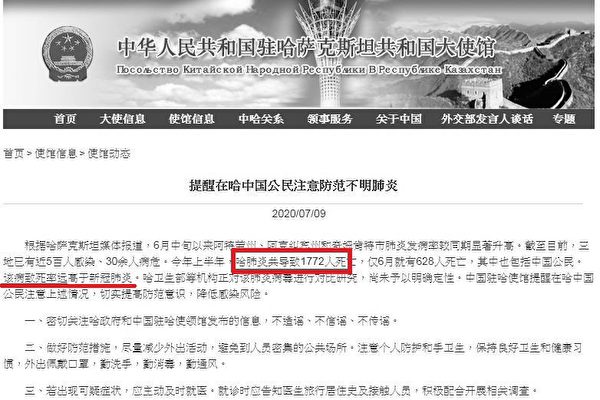 中华人民共和国驻哈萨克斯坦共和国大使馆
Посольство Китайской Народной Республики В Республике Казахстан
首页 大使信息 使馆信息 中哈关系 领事服务 关于中国 外交部发言人谈话 专题
首页 > 使馆信息 > 使馆动态
提醒在哈中国公民注意防范不明肺炎
2020/07/09
根据哈萨克斯坦媒体报道，6月中旬以来阿特劳州、阿克纠宾州和奇姆肯特市肺炎发病率较同期显著升高。截至目前，三
地已有近5百人感染、30余人病危。今年上半年，哈肺炎共导致1772人死亡，仅6月就有628人死亡，其中也包括中国公民。
该病致死率远高于新冠肺炎。哈卫生部等机构正对该肺炎病毒进行对比研究，尚未予以明确定性。中国驻哈使馆提醒在哈中国
公民注意上述情况，切实提高防范意识，降低感染风险。
一、密切关注哈政府和中国驻哈使领馆发布的信息，不造谣、不信谣、不传谣。
二、做好防范措施，尽量减少外出活动，避免到人员密集的公共场所。注意个人防护和手卫生，保持良好卫生和健康习
惯，外出佩戴口罩，勤洗手，勤消毒，勤通风。
三、若出现可疑症状，应主动及时就医。就诊时应告知医生旅行居住史及接触人员，积极配合开展相关调查。